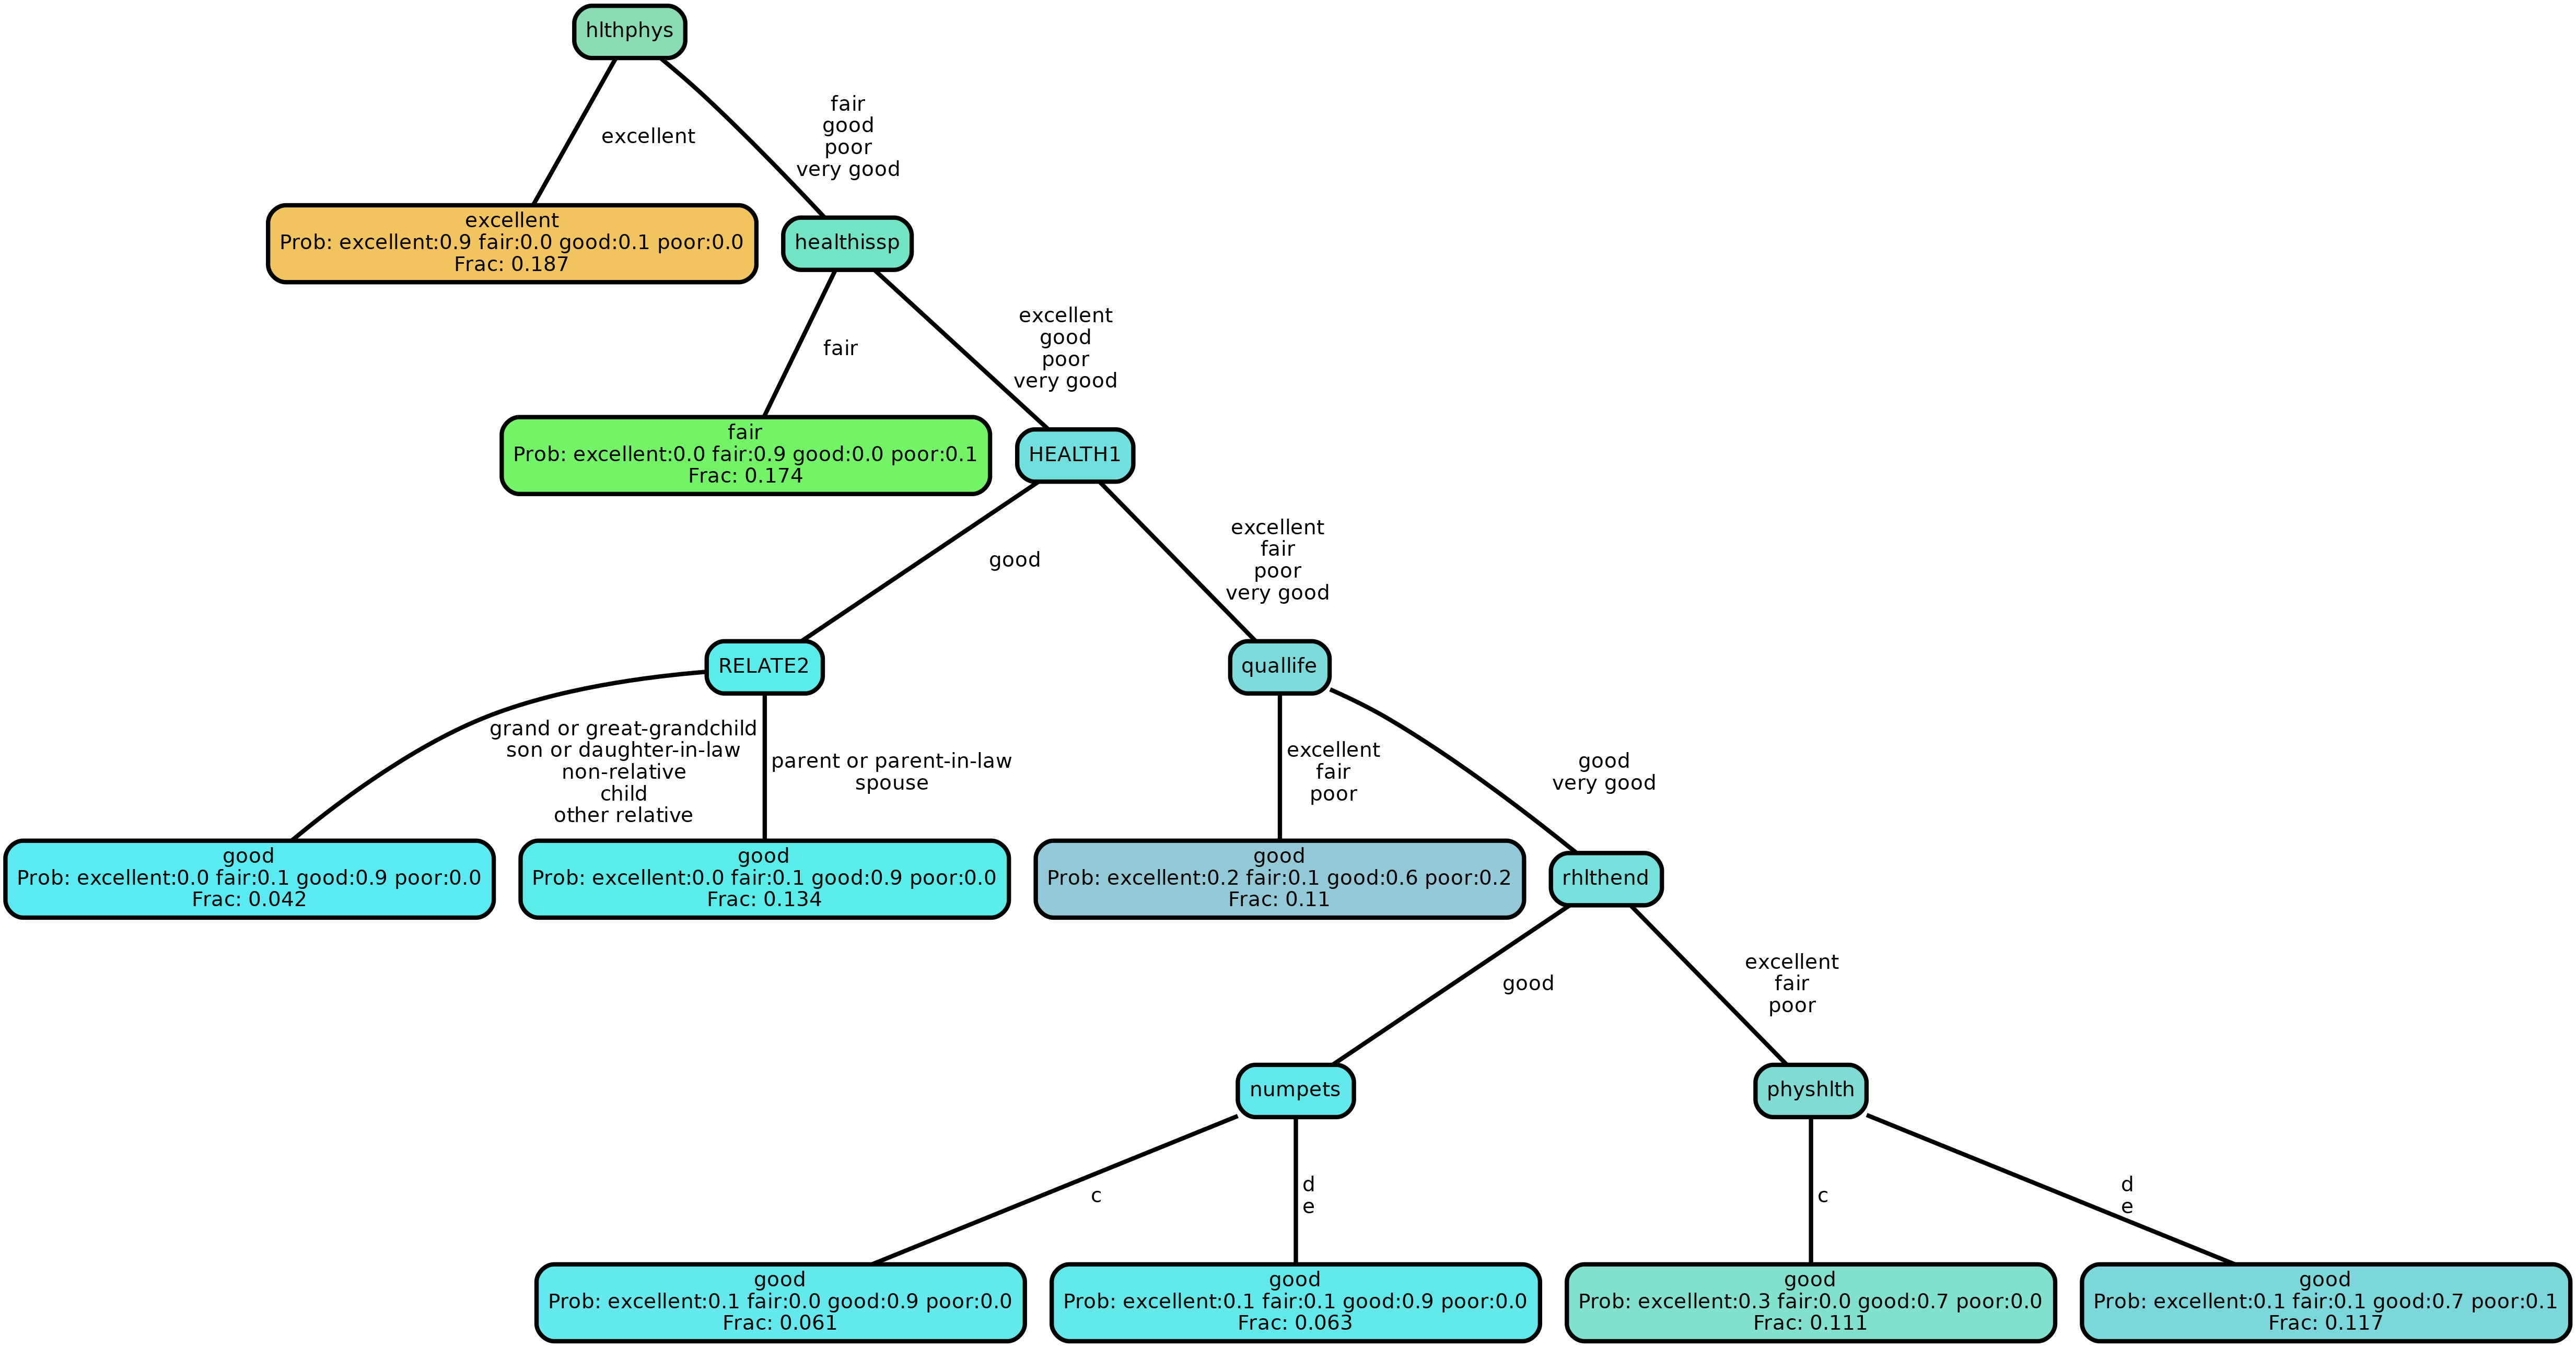 hlthphys
excellent
fair
good
poor
very good
excellent
Prob: excellent:0.9 fair:0.0 good:0.1 poor:0.0
Frac: 0.187
healthissp
fair
excellent
good
poor
very good
fair
Prob: excellent:0.0 fair:0.9 good:0.0 poor:0.1
Frac: 0.174
HEALTH1
good
excellent
fair
poor
very good
RELATE2
quallife
grand or great-grandchild
son or daughter-in-law
non-relative
child
other relative
parent or parent-in-law
spouse
excellent
fair
poor
good
very good
good
Prob: excellent:0.0 fair:0.1 good:0.9 poor:0.0
Frac: 0.042
good
Prob: excellent:0.0 fair:0.1 good:0.9 poor:0.0
Frac: 0.134
good
Prob: excellent:0.2 fair:0.1 good:0.6 poor:0.2
Frac: 0.11
rhlthend
good
excellent
fair
poor
numpets
physhlth
c
d
e
c
d
e
good
Prob: excellent:0.1 fair:0.0 good:0.9 poor:0.0
Frac: 0.061
good
Prob: excellent:0.1 fair:0.1 good:0.9 poor:0.0
Frac: 0.063
good
Prob: excellent:0.3 fair:0.0 good:0.7 poor:0.0
Frac: 0.111
good
Prob: excellent:0.1 fair:0.1 good:0.7 poor:0.1
Frac: 0.117